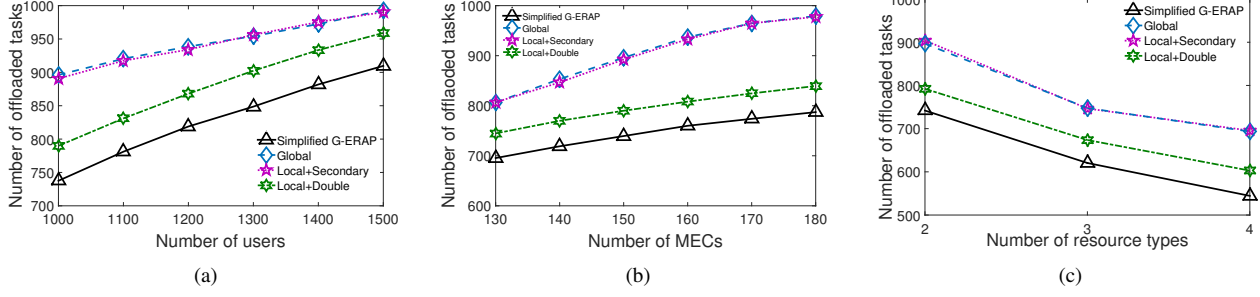 Number of offloaded tasks
1000
950
900
850
800
750
700
1000 1100 1200 1300 1400 1500
Number of users
Simplified G-ERAP
Global
Local+Secondary
Local+Double
(a)
Number of offlaoded tasks
1000
900
800
700
600
130 140 150 160 170 180
Number of MECs
Simplified G-ERAP
Global
Local+Secondary
Local+Double
(b)
Number of offloaded tasks
1000
900
800
700
600
500
2 3 4
Number of resource types
Simplified G-ERAP
Global
Local+Secondary
Local+Double
(c)